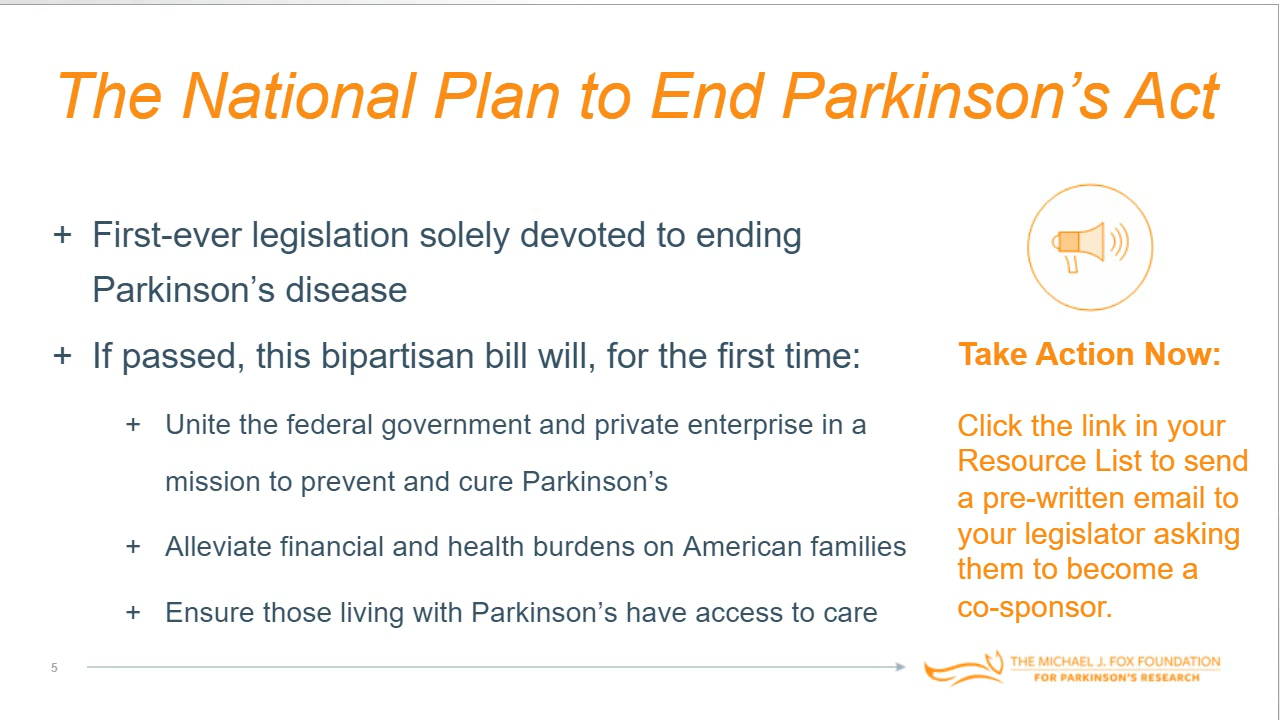 The National Plan to End Parkinson’s Act
+ First-ever legislation solely devoted to ending
Parkinson’s disease
+ If passed, this bipartisan bill will, for the first time:
+ Unite the federal government and private enterprise in a
mission to prevent and cure Parkinson’s
+ Alleviate financial and health burdens on American families
+ Ensure those living with Parkinson’s have access to care
Take Action Now:
Click the link in your
Resource List to send
a pre-written email to
your legislator asking
them to become a
co-sponsor.
5
THE MICHAEL J. FOX FOUNDATION
FOR PARKINSON'S RESEARCH